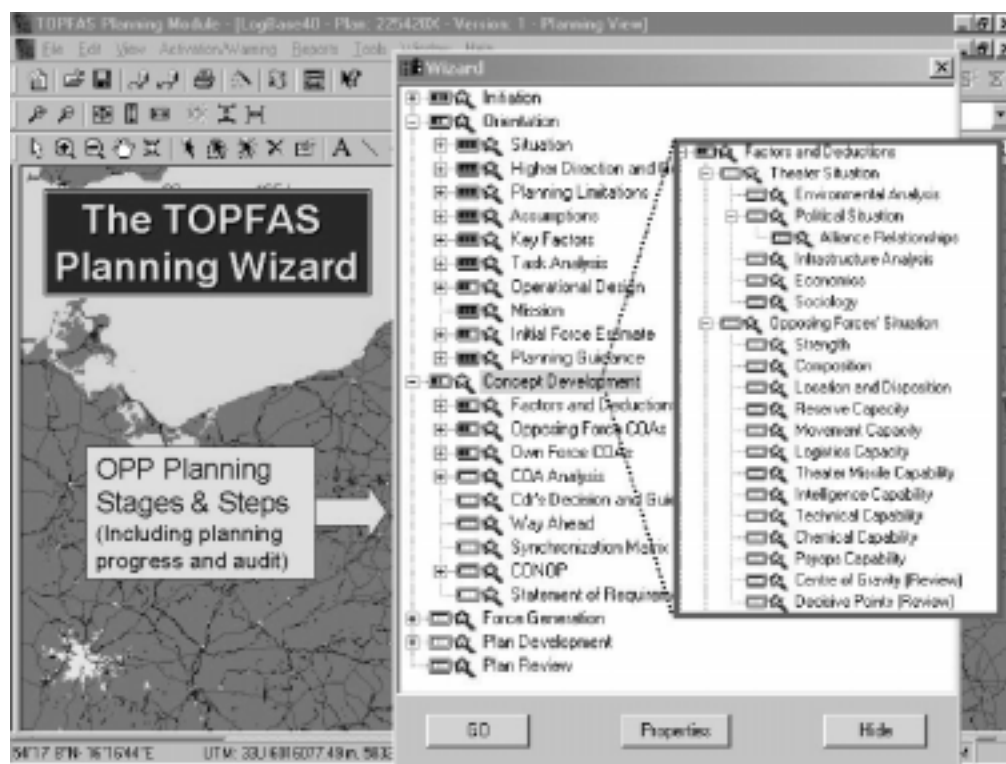 TOPFAS Planning Module - [LogBase40 - Plan: 225420X - Version: 1 - Planning View]
File Edit View Activation/Warning Reports Tools Window Help
The TOPFAS
Planning Wizard
OPP Planning
Stages & Steps
(Including planning
progress and audit)
Wizard
Initiation
Orientation
Situation
Higher Direction and
Planning Limitations
Assumptions
Key Factors
Task Analysis
Operational Design
Mission
Initial Force Estimate
Planning Guidance
Concept Development
Factors and Deduction
Opposing Force COAs
Own Force COAs
COA Analysis
Cdr's Decision and Gui
Way Ahead
Synchronization Matrix
CONOP
Statement of Require
Force Generation
Plan Development
Plan Review
Factors and Deductions
Theater Situation
Environmental Analysis
Political Situation
Alliance Relationships
Infrastructure Analysis
Economics
Sociology
Opposing Forces' Situation
Strength
Composition
Location and Disposition
Reserve Capacity
Movement Capacity
Logistics Capacity
Theater Missile Capability
Intelligence Capability
Technical Capability
Chemical Capability
Psyops Capability
Centre of Gravity (Review)
Decisive Points (Review)
GO Properties Hide